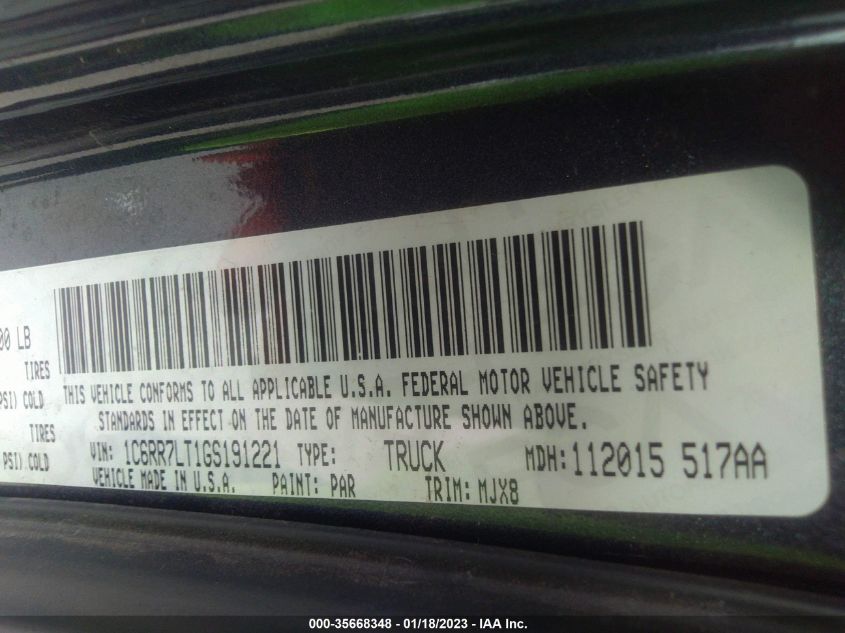 00 LB
TIRES
PSI) COLD
TIRES
PSI) COLD
THIS VEHICLE CONFORMS TO ALL APPLICABLE U.S.A. FEDERAL MOTOR VEHICLE SAFETY
STANDARDS IN EFFECT ON THE DATE OF MANUFACTURE SHOWN ABOVE.
VIN: 1C6RR7LT1GS191221 TYPE: TRUCK MDH: 112015 517AA
VEHICLE MADE IN U.S.A. PAINT: PAR TRIM: MJX8
000-35668348 - 01/18/2023 - IAA Inc.